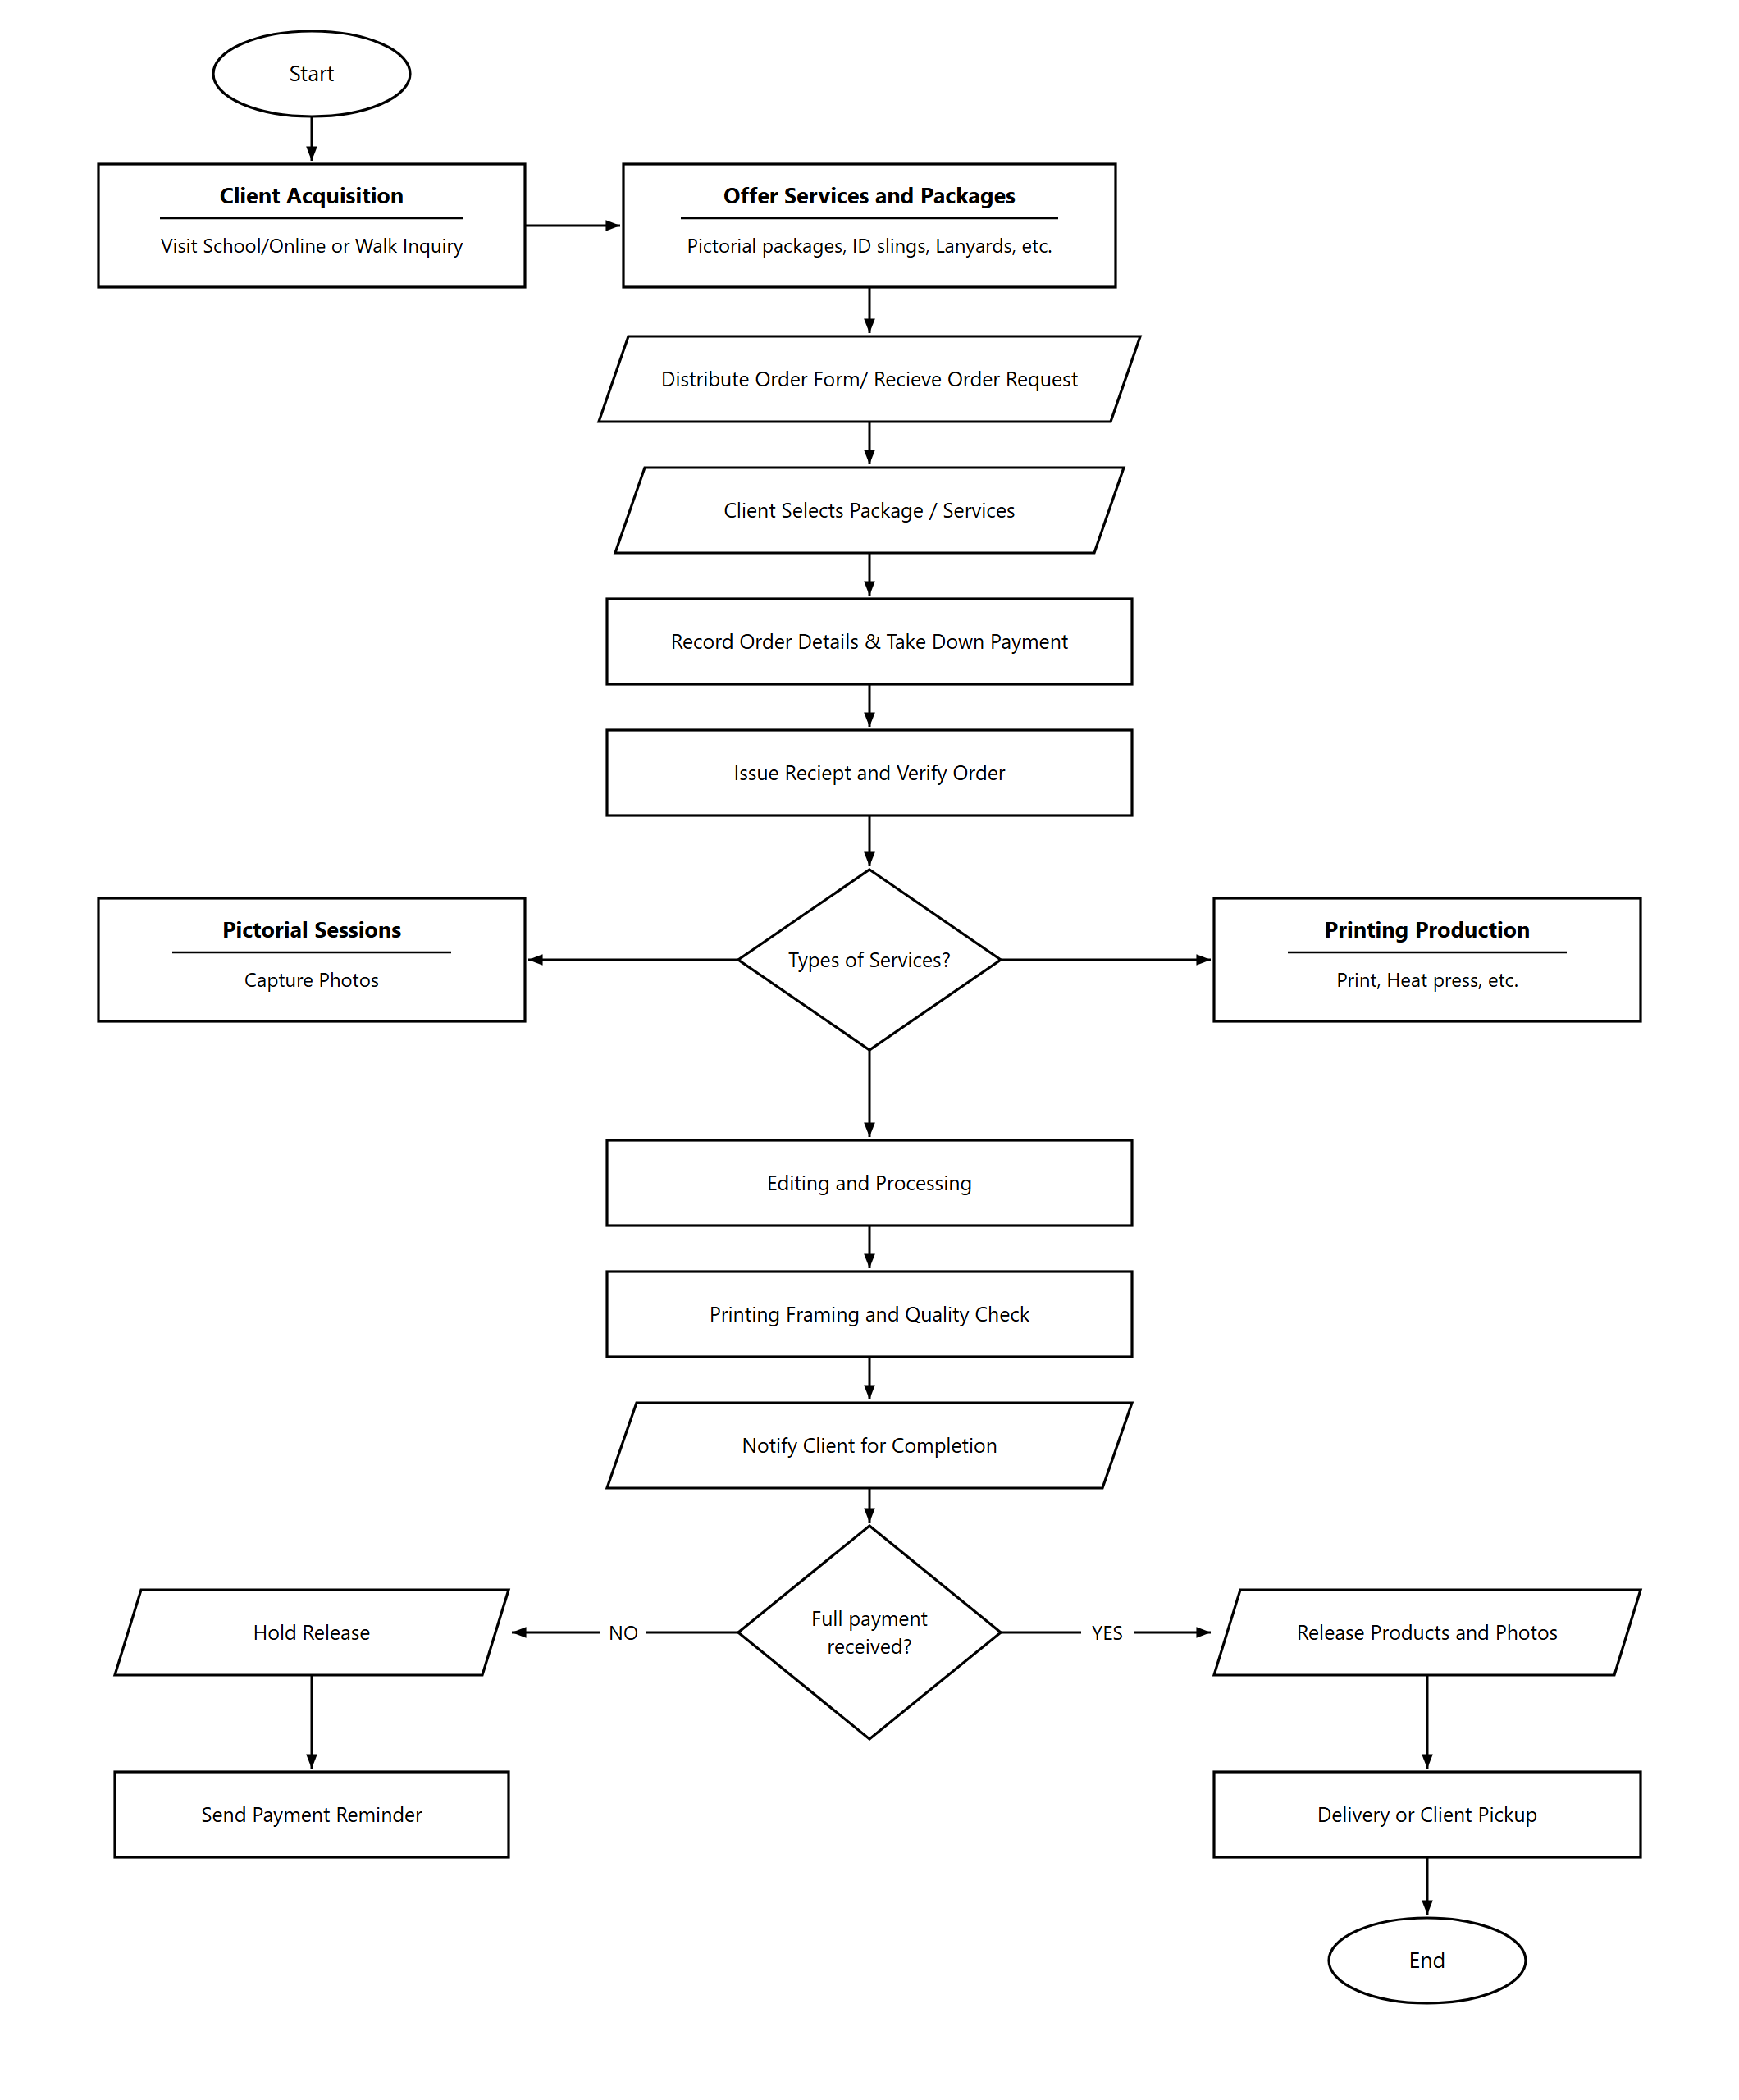 Start
Client Acquisition
Visit School/Online or Walk Inquiry
Offer Services and Packages
Pictorial packages, ID slings, Lanyards, etc.
Distribute Order Form/ Recieve Order Request
Client Selects Package / Services
Record Order Details & Take Down Payment
Issue Reciept and Verify Order
Types of Services?
Pictorial Sessions
Capture Photos
Printing Production
Print, Heat press, etc.
Editing and Processing
Printing Framing and Quality Check
Notify Client for Completion
Full payment
received?
NO
YES
Hold Release
Release Products and Photos
Send Payment Reminder
Delivery or Client Pickup
End